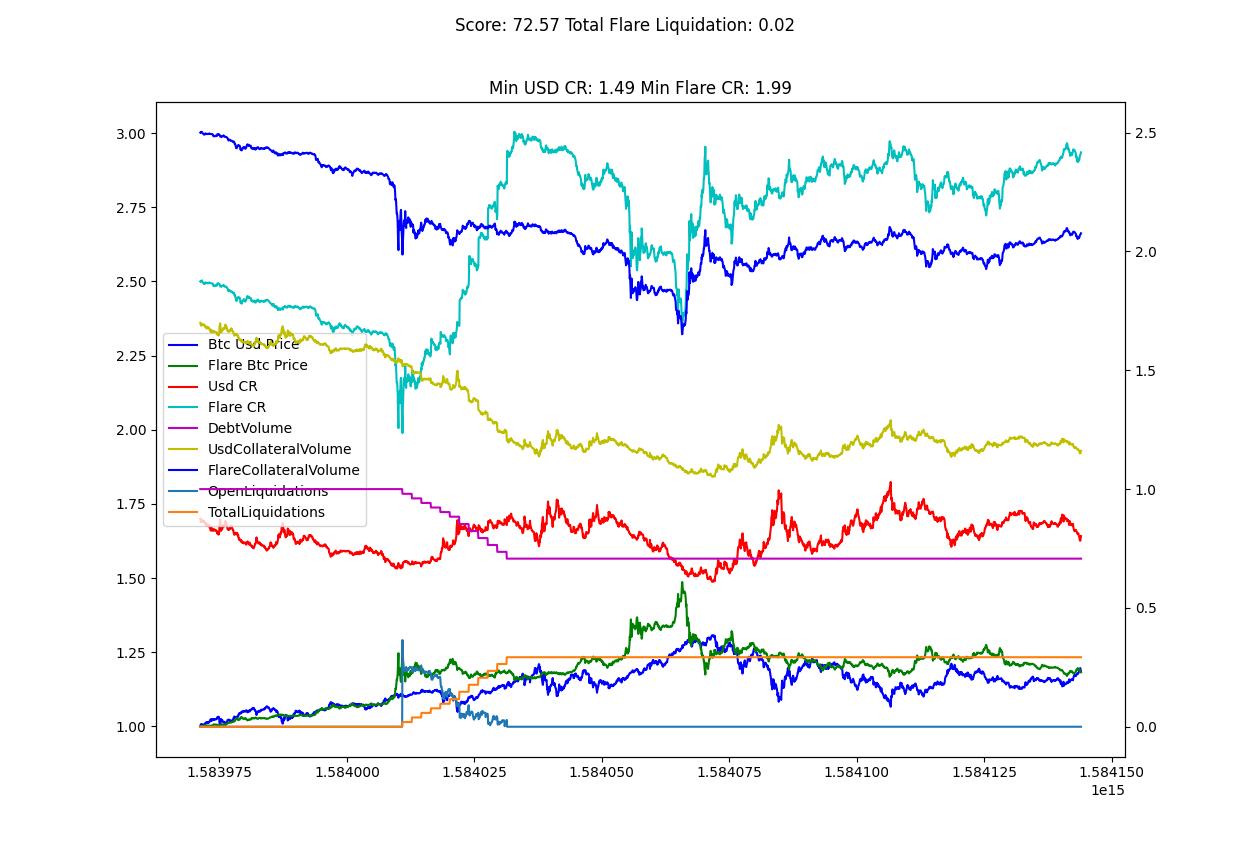 Score: 72.57 Total Flare Liquidation: 0.02
Min USD CR: 1.49 Min Flare CR: 1.99
3.00
2.75
2.50
2.25
2.00
1.75
1.50
1.25
1.00
2.5
2.0
1.5
1.0
0.5
0.0
Btc Usd Price
Flare Btc Price
Usd CR
Flare CR
DebtVolume
UsdCollateralVolume
FlareCollateralVolume
OpenLiquidations
TotalLiquidations
1.583975 1.584000 1.584025 1.584050 1.584075 1.584100 1.584125 1.584150
1e15